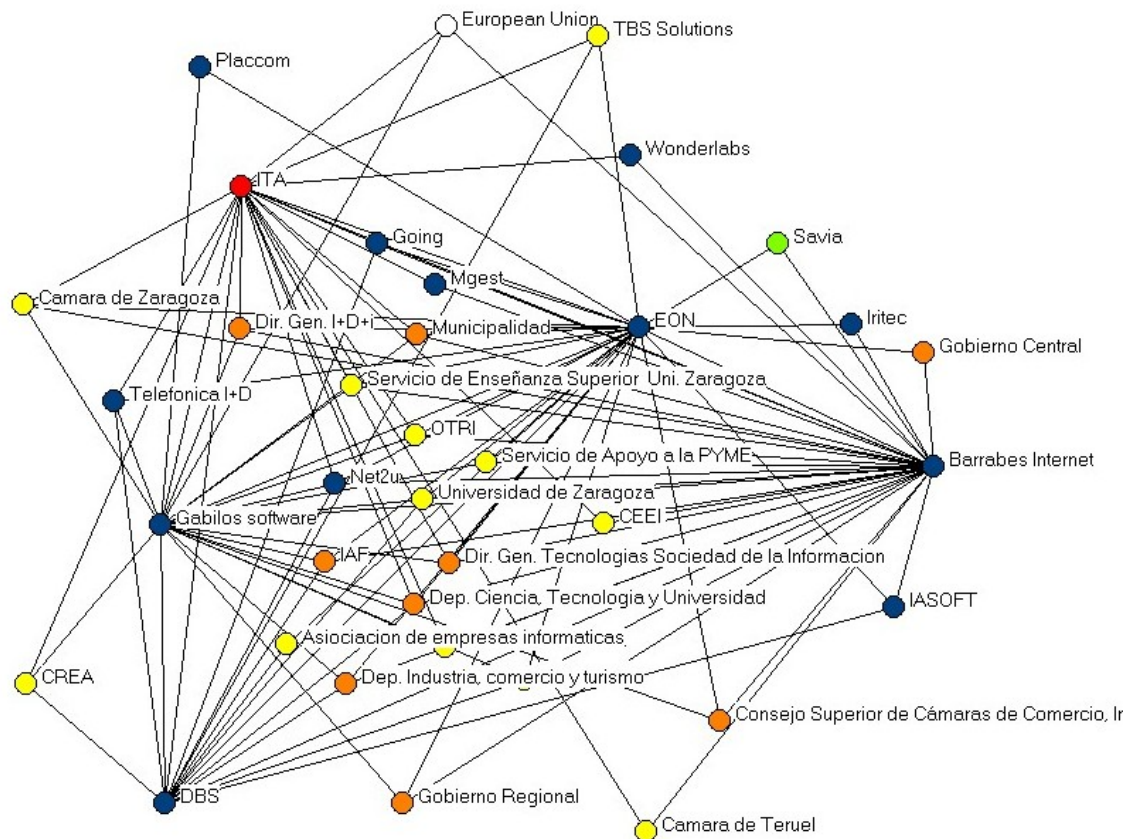 European Union
TBS Solutions
Placcom
Wonderlabs
ITA
Going
Savia
Mgest
Camara de Zaragoza
Dir. Gen. I+D+i
Municipalidad
EON
Iritec
Gobierno Central
Servicio de Enseñanza Superior Uni. Zaragoza
Telefonica I+D
OTRI
Servicio de Apoyo a la PYME
Barrabes Internet
Net2u
Universidad de Zaragoza
Gabilos software
CEEI
IAF
Dir. Gen. Tecnologias Sociedad de la Informacion
Dep. Ciencia, Tecnologia y Universidad
IASOFT
Asiociacion de empresas informaticas
CREA
Dep. Industria, comercio y turismo
Consejo Superior de Cámaras de Comercio, In
DBS
Gobierno Regional
Camara de Teruel